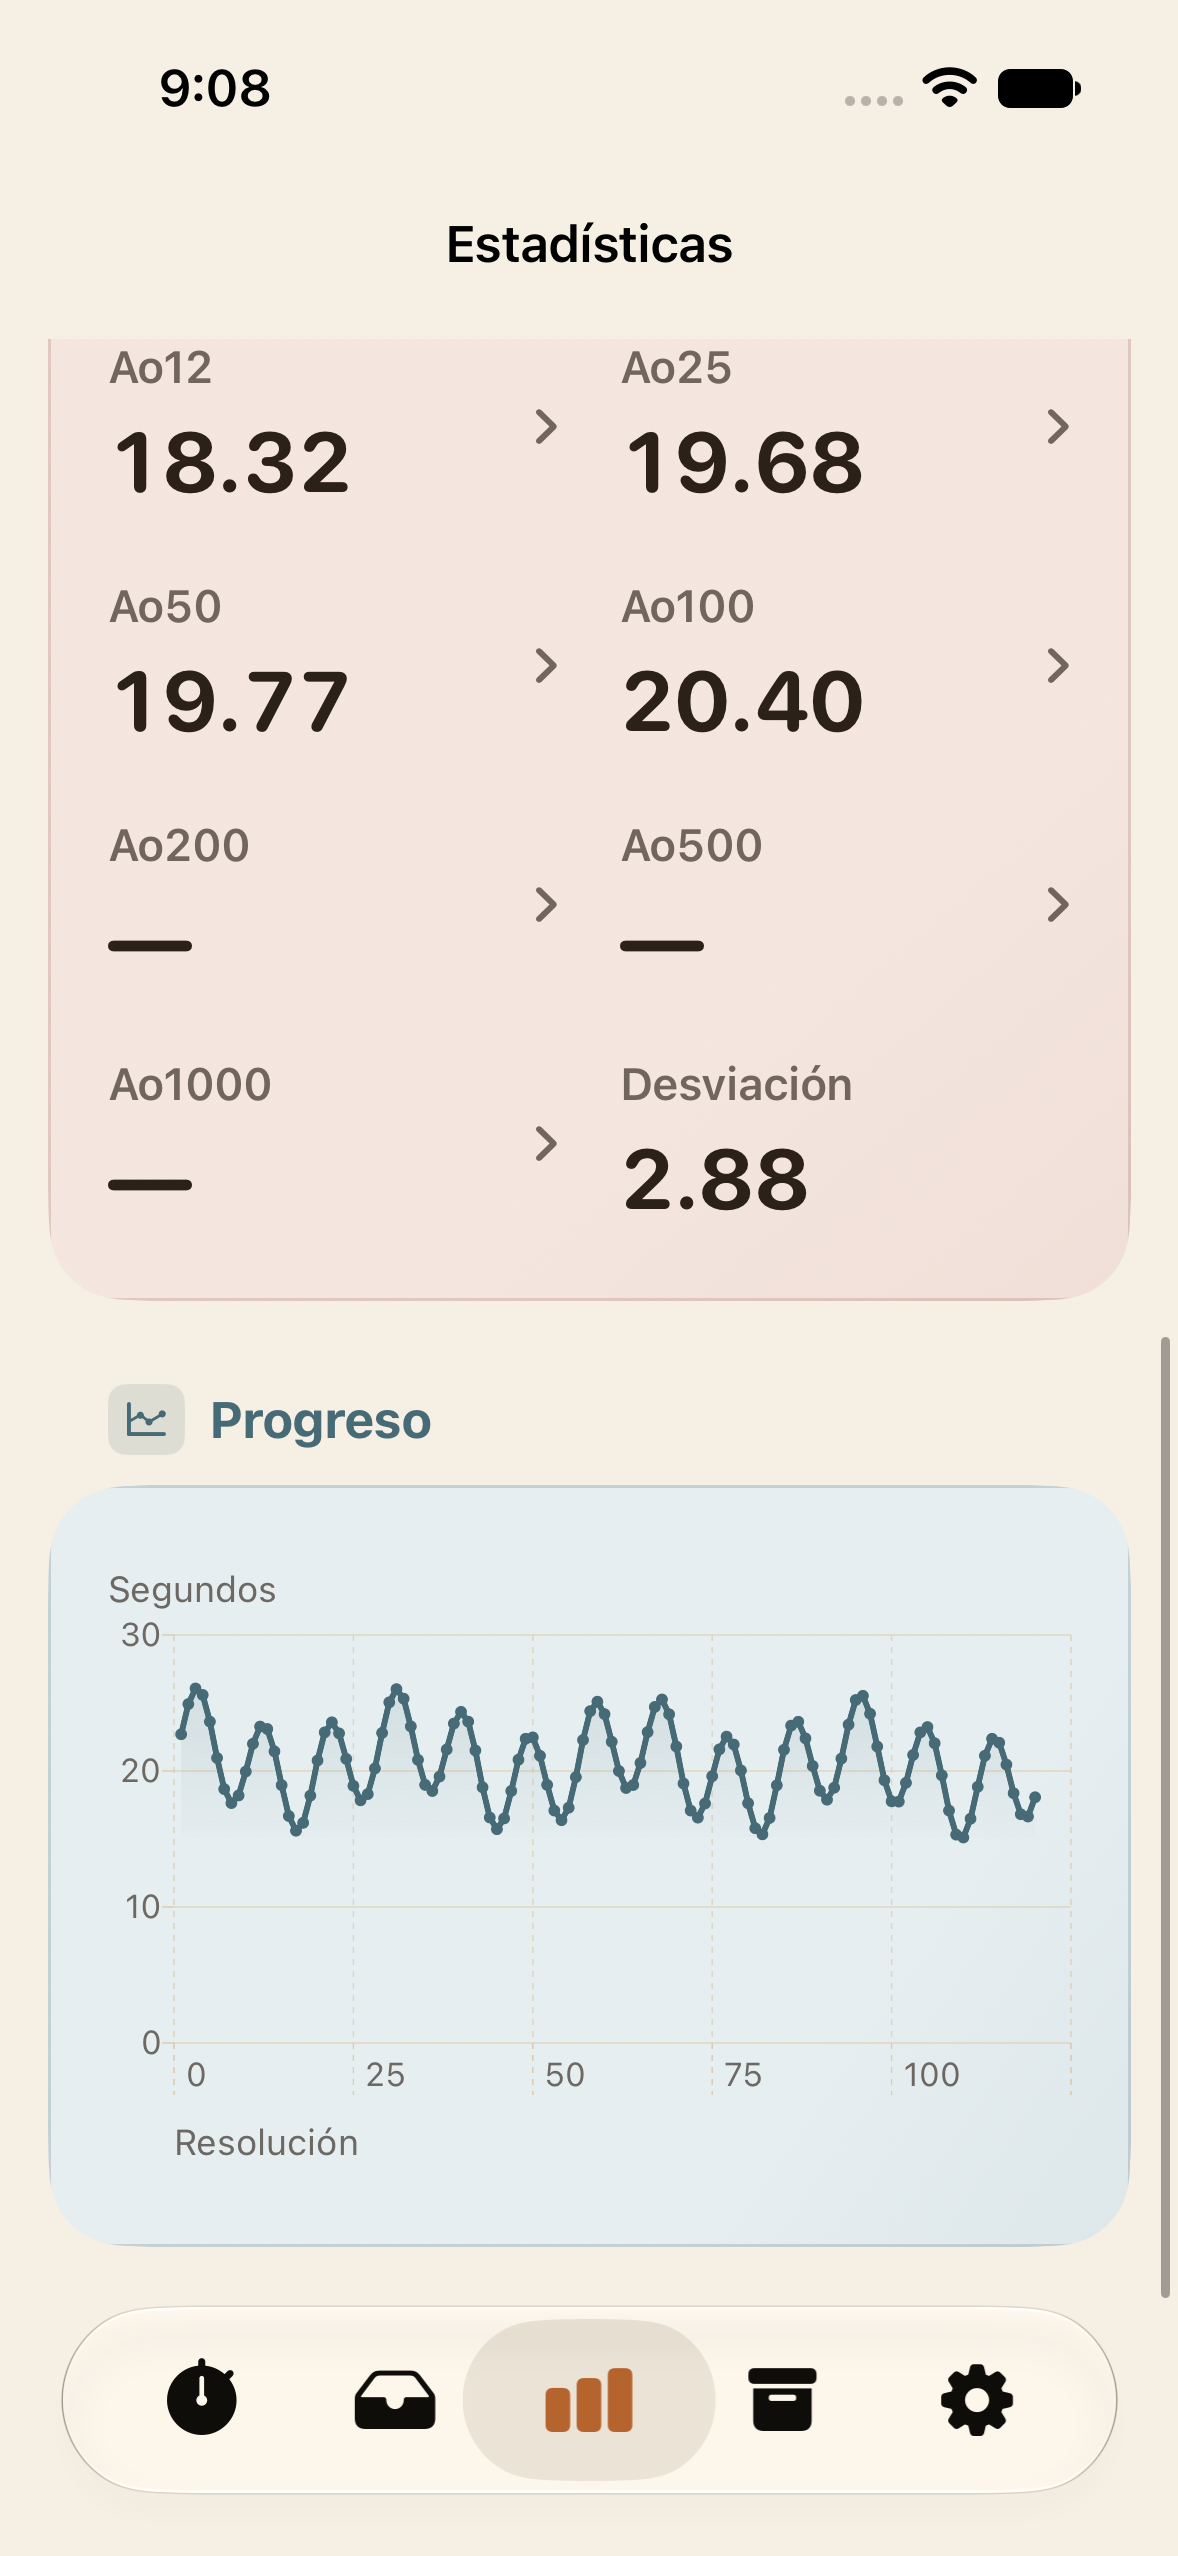 9:08
Estadísticas
Ao12
Ao25
18.32
19.68
Ao50
Ao100
19.77
20.40
Ao200
Ao500
—
—
Ao1000
Desviación
—
2.88
Progreso
Segundos
30
20
10
0
0 25 50 75 100
Resolución